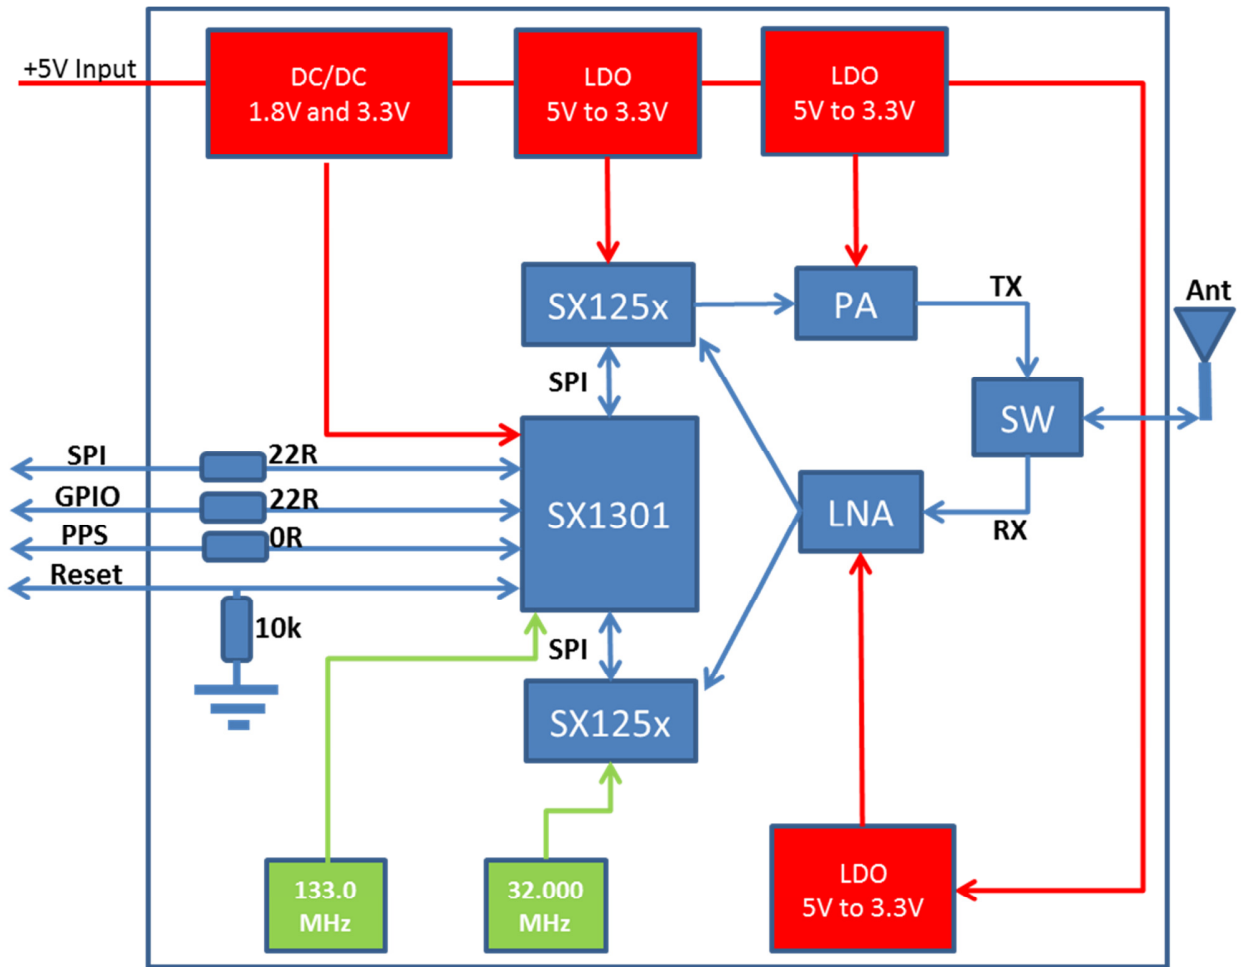 +5V Input
DC/DC
1.8V and 3.3V
LDO
5V to 3.3V
LDO
5V to 3.3V
SX125x
PA
TX
Ant
SPI
SW
SPI
22R
GPIO
22R
PPS
0R
Reset
SX1301
LNA
RX
10k
SPI
SX125x
133.0
MHz
32.000
MHz
LDO
5V to 3.3V